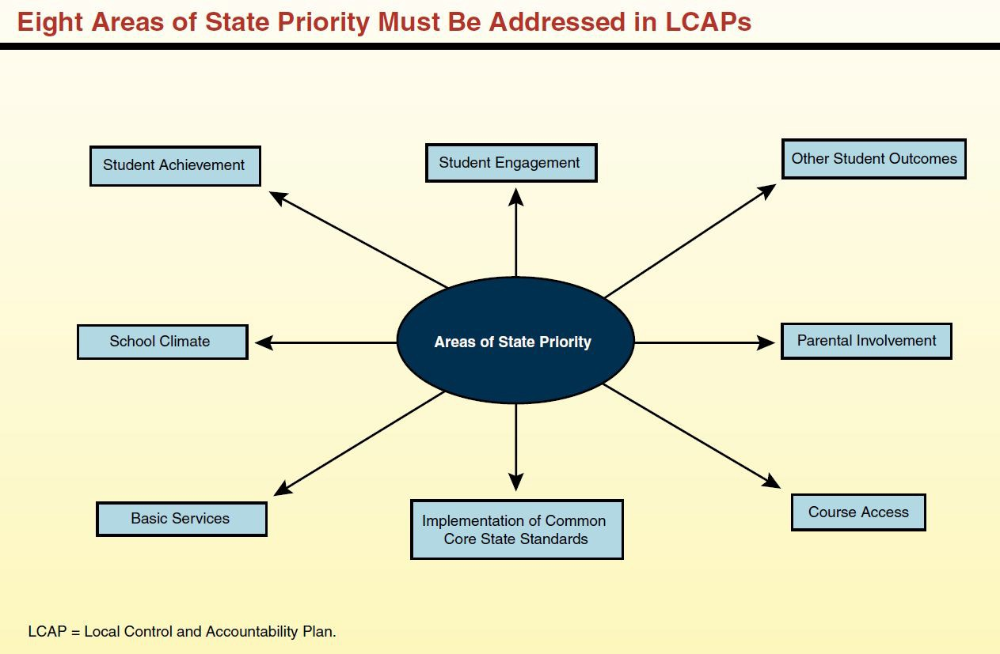 Eight Areas of State Priority Must Be Addressed in LCAPs
Student Achievement
Student Engagement
Other Student Outcomes
School Climate
Areas of State Priority
Parental Involvement
Basic Services
Implementation of Common
Core State Standards
Course Access
LCAP = Local Control and Accountability Plan.